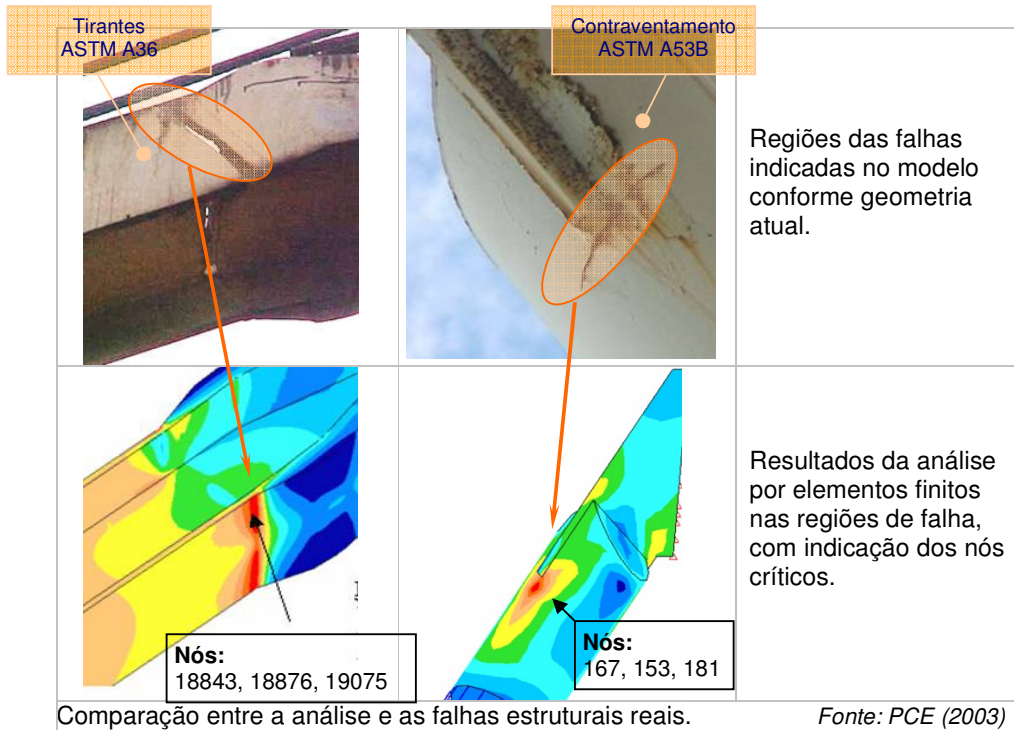 Tirantes
ASTM A36
Contraventamento
ASTM A53B
Regiões das falhas
indicadas no modelo
conforme geometria
atual.
Resultados da análise
por elementos finitos
nas regiões de falha,
com indicação dos nós
críticos.
Nós:
18843, 18876, 19075
Nós:
167, 153, 181
Comparação entre a análise e as falhas estruturais reais. Fonte: PCE (2003)